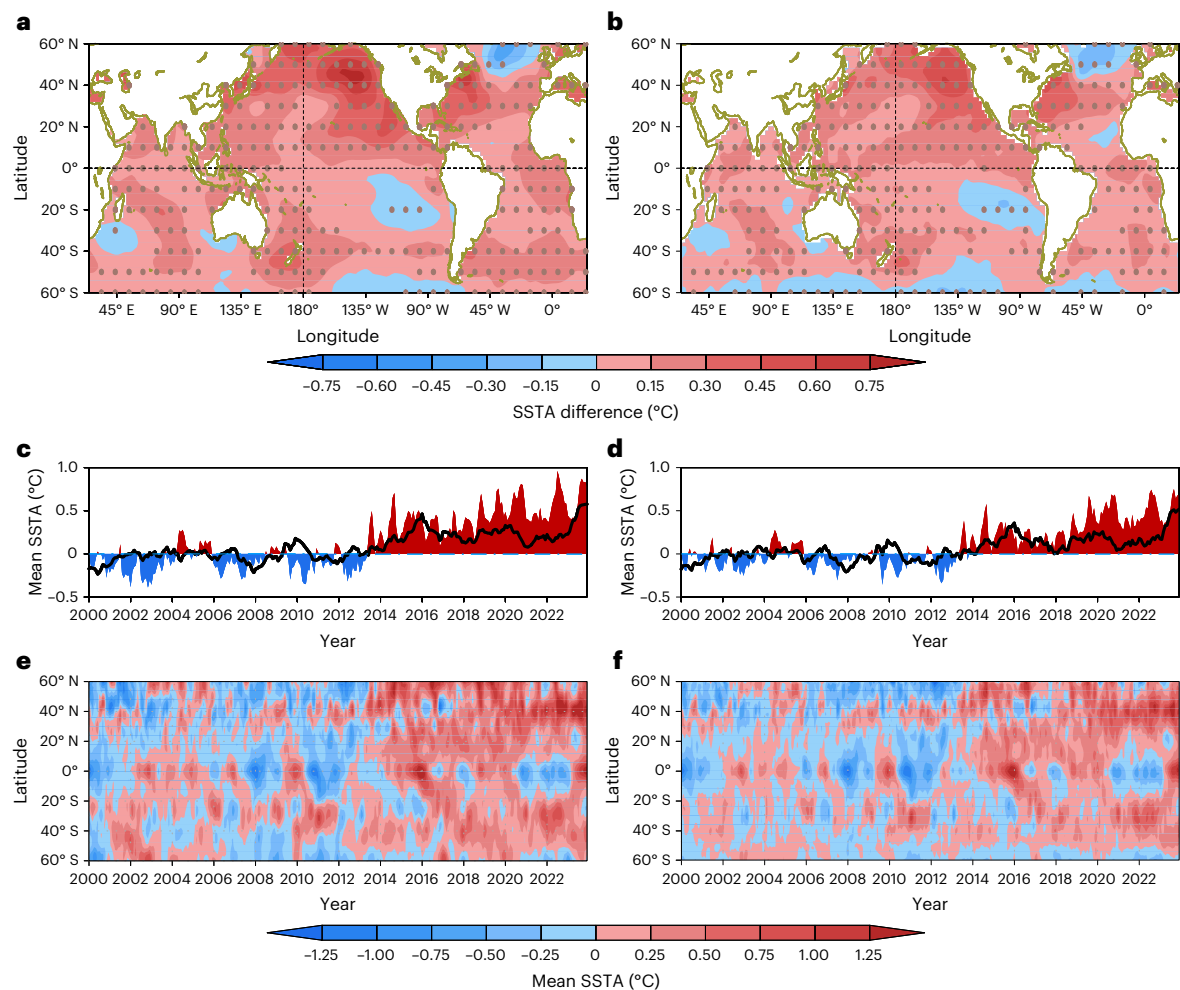 a
b
60° N
40° N
20° N
0°
20° S
40° S
60° S
Latitude
45° E 90° E 135° E 180° 135° W 90° W 45° W 0°
Longitude
60° N
40° N
20° N
0°
20° S
40° S
60° S
Latitude
45° E 90° E 135° E 180° 135° W 90° W 45° W 0°
Longitude
−0.75 −0.60 −0.45 −0.30 −0.15 0 0.15 0.30 0.45 0.60 0.75
SSTA difference (°C)
c
d
1.0
0.5
0
−0.5
Mean SSTA (°C)
2000 2002 2004 2006 2008 2010 2012 2014 2016 2018 2020 2022
Year
1.0
0.5
0
−0.5
Mean SSTA (°C)
2000 2002 2004 2006 2008 2010 2012 2014 2016 2018 2020 2022
Year
e
f
60° N
40° N
20° N
0°
20° S
40° S
60° S
Latitude
2000 2002 2004 2006 2008 2010 2012 2014 2016 2018 2020 2022
Year
60° N
40° N
20° N
0°
20° S
40° S
60° S
Latitude
2000 2002 2004 2006 2008 2010 2012 2014 2016 2018 2020 2022
Year
−1.25 −1.00 −0.75 −0.50 −0.25 0 0.25 0.50 0.75 1.00 1.25
Mean SSTA (°C)